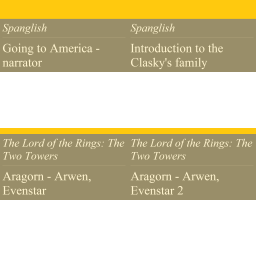 Spanglish
Spanglish
Going to America -
narrator
Introduction to the
Clasky's family
The Lord of the Rings: The
Two Towers
The Lord of the Rings: The
Two Towers
Aragorn - Arwen,
Evenstar
Aragorn - Arwen,
Evenstar 2